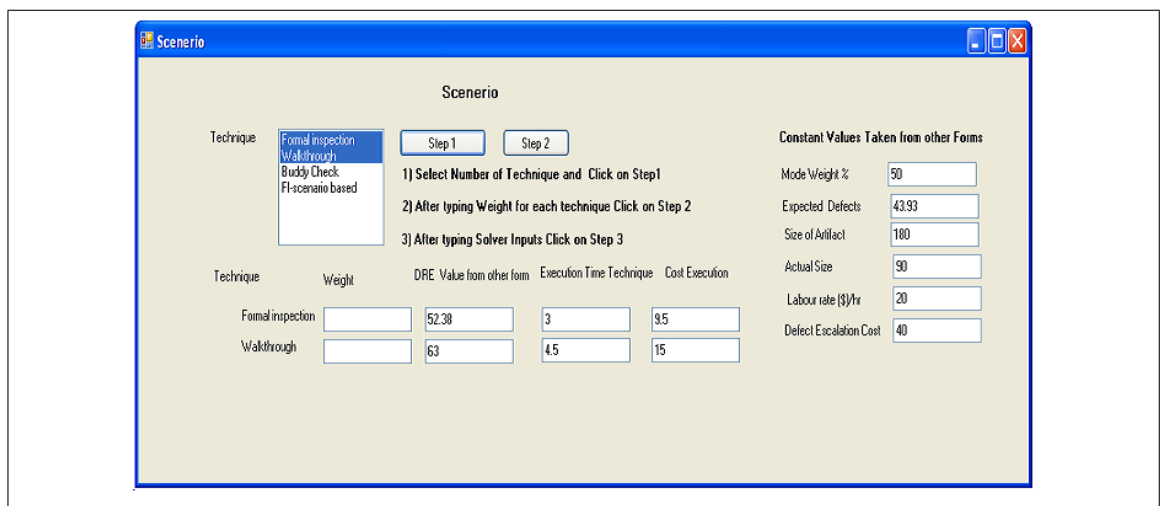 Scenerio
Scenerio
Technique
Formal inspection
Walkthrough
Buddy Check
FI-scenario based
Step 1
Step 2
1) Select Number of Technique and Click on Step1
2) After typing Weight for each technique Click on Step 2
3) After typing Solver Inputs Click on Step 3
Constant Values Taken from other Forms
Mode Weight % 50
Expected Defects 43.93
Size of Artifact 180
Actual Size 90
Labour rate ($)/hr 20
Defect Escalation Cost 40
Technique Weight DRE Value from other form Execution Time Technique Cost Execution
Formal inspection 52.38 3 9.5
Walkthrough 63 4.5 15